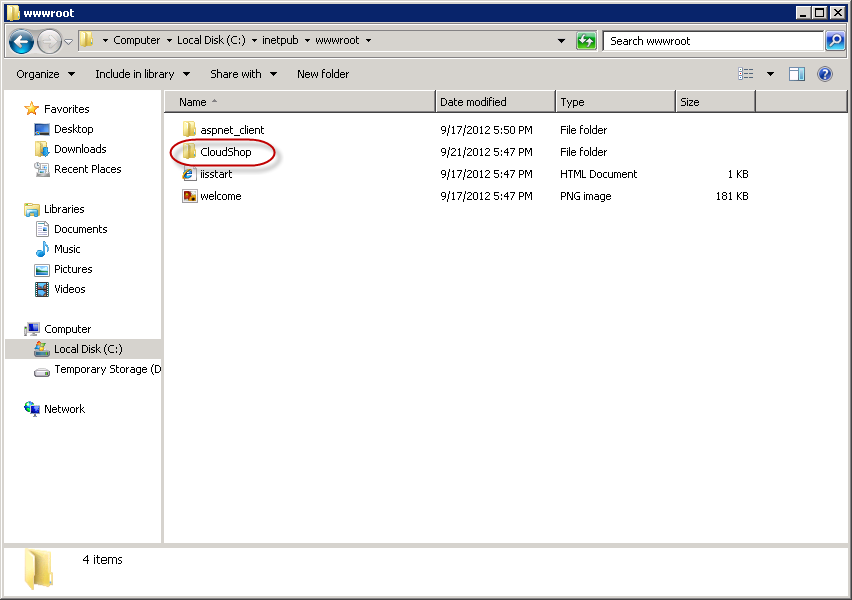 wwwroot
Computer Local Disk (C:) inetpub wwwroot Search wwwroot
Organize Include in library Share with New folder
Name Date modified Type Size
Favorites
Desktop
Downloads
Recent Places
Libraries
Documents
Music
Pictures
Videos
Computer
Local Disk (C:)
Temporary Storage (D
Network
aspnet_client 9/17/2012 5:50 PM File folder
CloudShop 9/21/2012 5:47 PM File folder
iisstart 9/17/2012 5:47 PM HTML Document 1 KB
welcome 9/17/2012 5:47 PM PNG image 181 KB
4 items